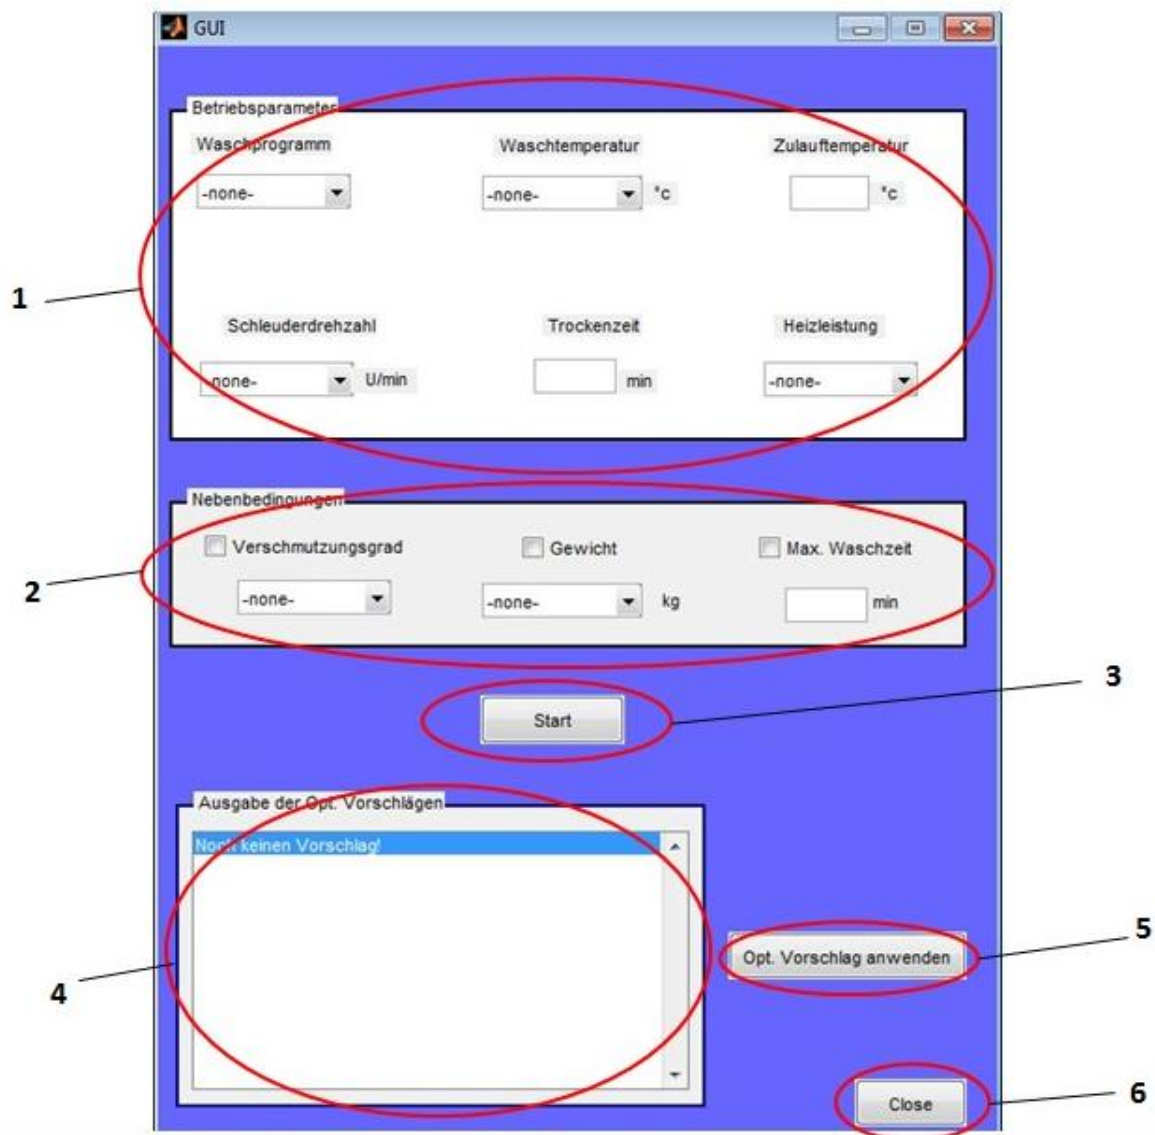 GUI
Betriebsparameter
Waschprogramm Waschtemperatur Zulauftemperatur
-none- -none- °c °c
1
Schleuderdrehzahl Trockenzeit Heizleistung
-none- U/min min -none-
Nebenbedingungen
Verschmutzungsgrad Gewicht Max. Waschzeit
2
-none- -none- kg min
3
Start
Ausgabe der Opt. Vorschlägen
Noch keinen Vorschlag!
5
Opt. Vorschlag anwenden
4
6
Close